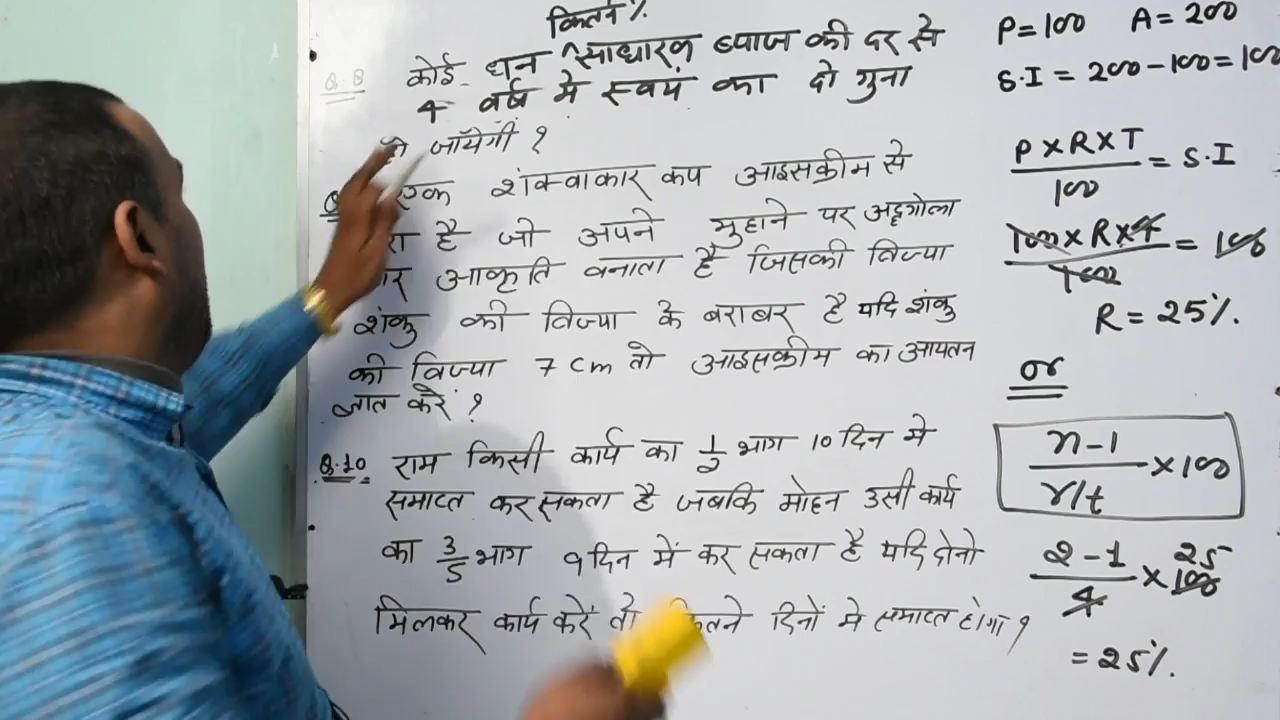 कितने %
Q.8 कोई धन ^साधारण ब्याज की दर से
4 वर्ष मे स्वयं का दो गुना
जॉयेगी ?
एक शंक्वाकार कप आइसक्रीम से
है जो अपने मुहाने पर अर्द्धगोला
आकृति बनाता है जिसकी त्रिज्या
शंकु की त्रिज्या के बराबर है यदि शंकु
की त्रिज्या 7 cm तो आइसक्रीम का आयतन
ज्ञात करें ?
Q.10 राम किसी कार्य का 1/2 भाग 10 दिन मे
समाप्त कर सकता है जबकि मोहन उसी कार्य
का 3/5 भाग 9 दिन में कर सकता है यदि दोनो
मिलकर कार्य करें तो दिनों मे समाप्त होगा ?
P = 100 A = 200
S.I = 200 - 100 = 100
P x R x T / 100 = S.I
100 x R x 4 / 100 = 100
R = 25%.
or
n - 1 / r/t x 100
2 - 1 / 4 x 100 25
= 25%.